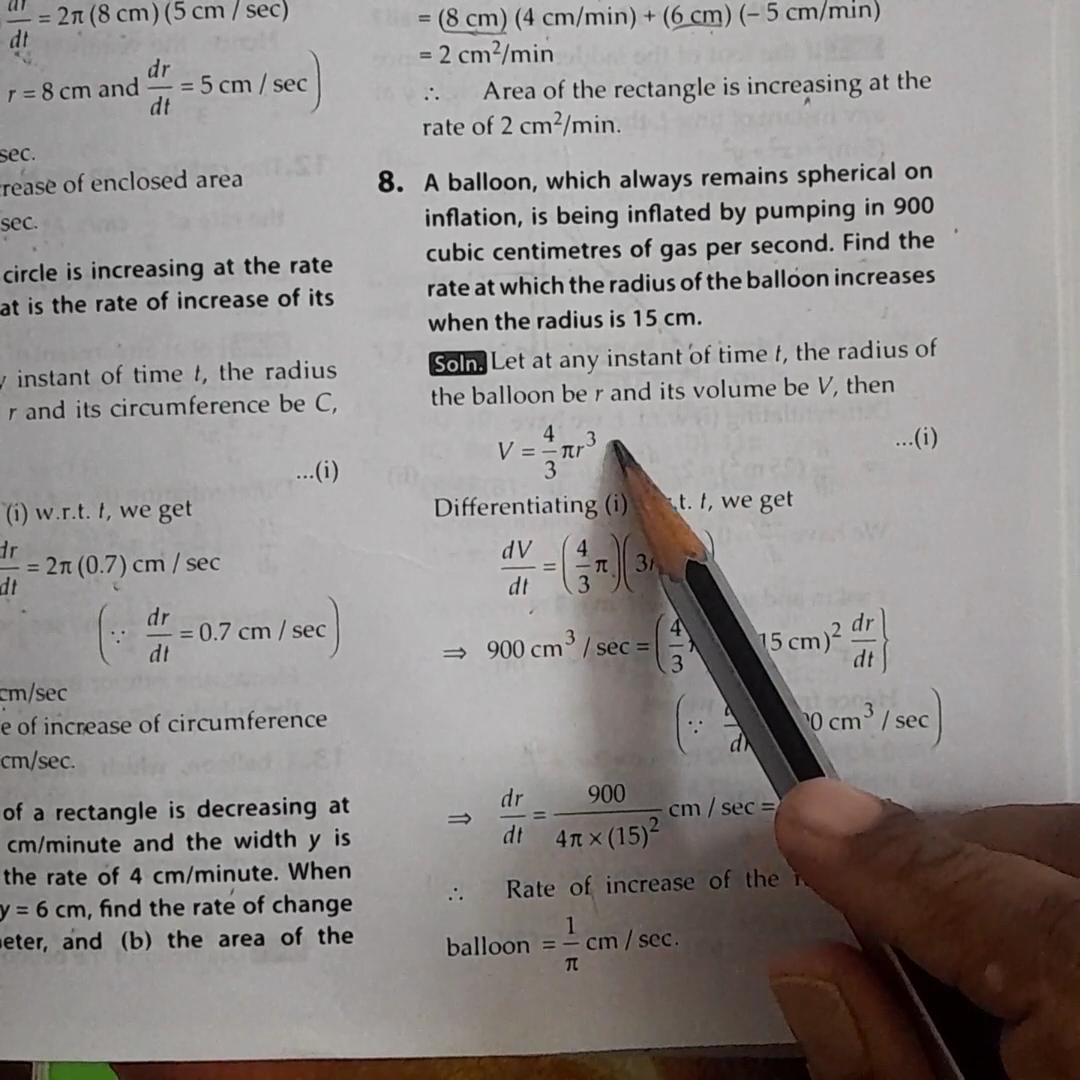 dt = 2π (8 cm) (5 cm / sec)
r = 8 cm and dr/dt = 5 cm / sec)
sec.
rease of enclosed area
sec.
circle is increasing at the rate
at is the rate of increase of its
instant of time t, the radius
r and its circumference be C,
...(i)
(i) w.r.t. t, we get
dr/dt = 2π (0.7) cm / sec
(∵ dr/dt = 0.7 cm / sec)
cm/sec
e of increase of circumference
cm/sec.
of a rectangle is decreasing at
cm/minute and the width y is
the rate of 4 cm/minute. When
y = 6 cm, find the rate of change
eter, and (b) the area of the
= (8 cm) (4 cm/min) + (6 cm) (– 5 cm/min)
= 2 cm²/min
∴ Area of the rectangle is increasing at the
rate of 2 cm²/min.
8. A balloon, which always remains spherical on
inflation, is being inflated by pumping in 900
cubic centimetres of gas per second. Find the
rate at which the radius of the balloon increases
when the radius is 15 cm.
Soln. Let at any instant of time t, the radius of
the balloon be r and its volume be V, then
V = 4/3 πr³ ...(i)
Differentiating (i) .t. t, we get
dV/dt = (4/3 π)(3r )
⇒ 900 cm³ / sec = (4/3 15 cm)² dr/dt}
(∵ 0 cm³ / sec)
⇒ dr/dt = 900/4π × (15)² cm / sec =
∴ Rate of increase of the
balloon = 1/π cm / sec.